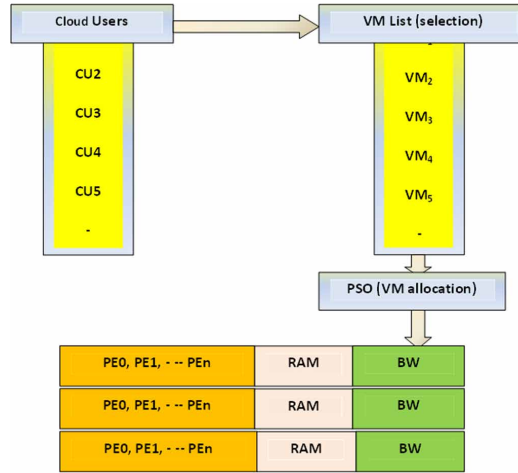 Cloud Users
VM List (selection)
CU2
CU3
CU4
CU5
-
VM₂
VM₃
VM₄
VM₅
-
PSO (VM allocation)
PE0, PE1, - -- PEn RAM BW
PE0, PE1, - -- PEn RAM BW
PE0, PE1, - -- PEn RAM BW